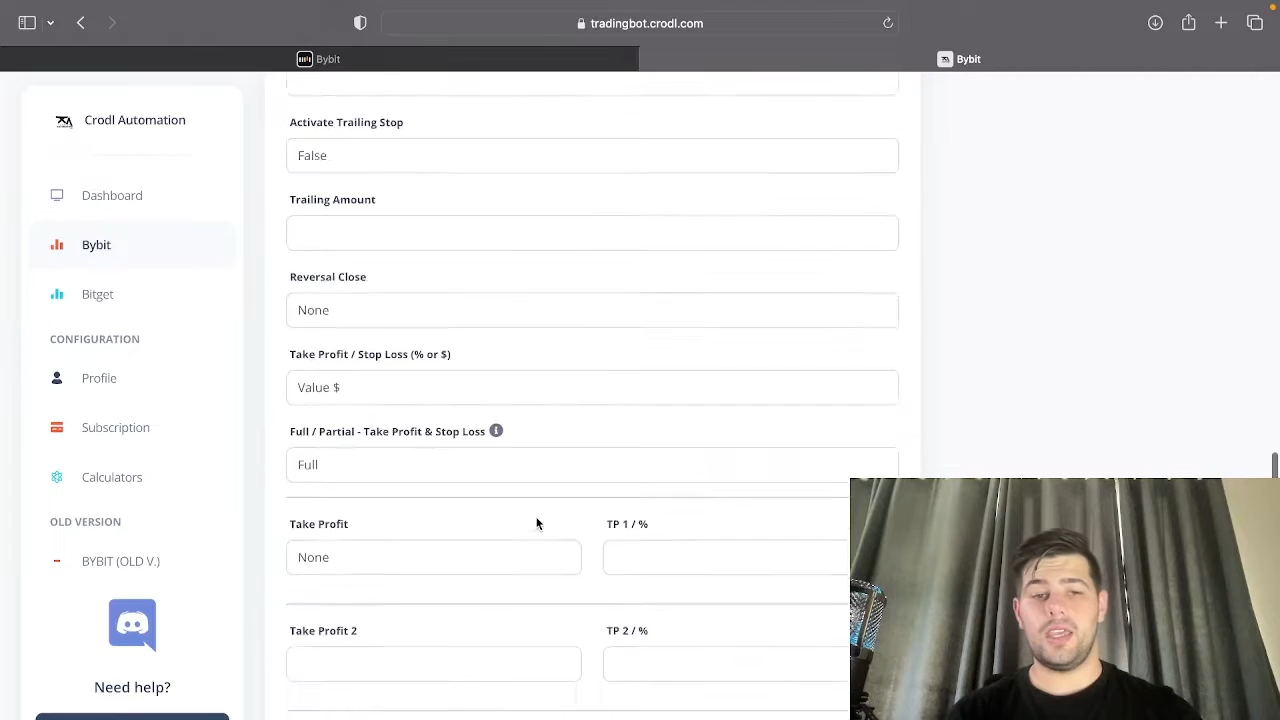 tradingbot.crodl.com
Bybit
Bybit
Crodl Automation
Dashboard
Bybit
Bitget
CONFIGURATION
Profile
Subscription
Calculators
OLD VERSION
BYBIT (OLD V.)
Need help?
Activate Trailing Stop
False
Trailing Amount
Reversal Close
None
Take Profit / Stop Loss (% or $)
Value $
Full / Partial - Take Profit & Stop Loss
Full
Take Profit
TP 1 / %
None
Take Profit 2
TP 2 / %